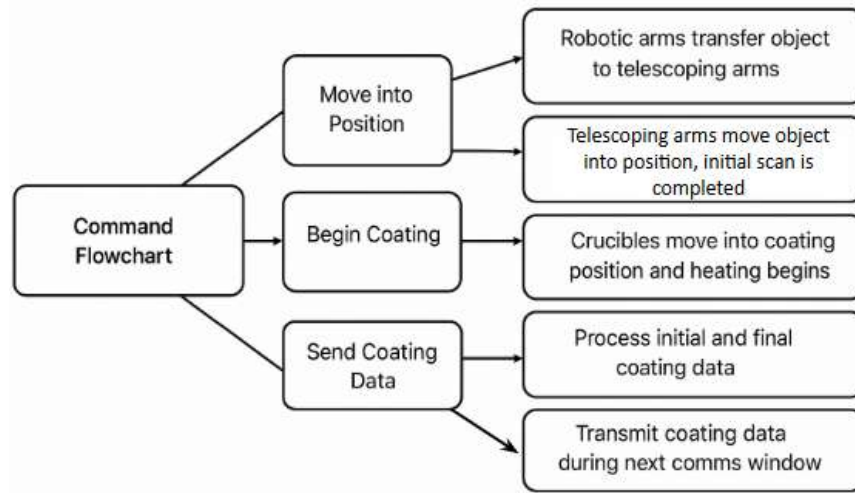 Command
Flowchart
Move into
Position
Robotic arms transfer object
to telescoping arms
Telescoping arms move object
into position, initial scan is
completed
Begin Coating
Crucibles move into coating
position and heating begins
Send Coating
Data
Process initial and final
coating data
Transmit coating data
during next comms window